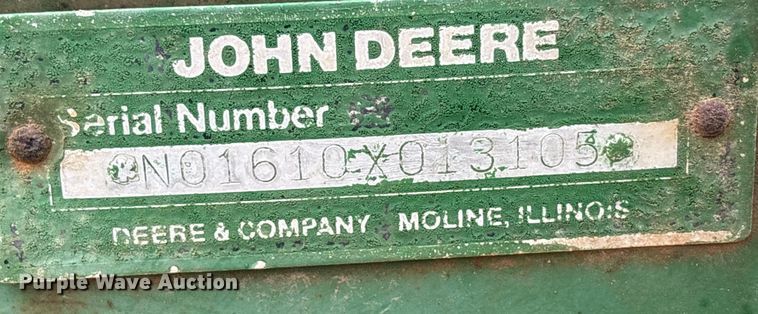 JOHN DEERE
Serial Number
N01610X013105
DEERE & COMPANY MOLINE, ILLINOIS
Purple Wave Auction